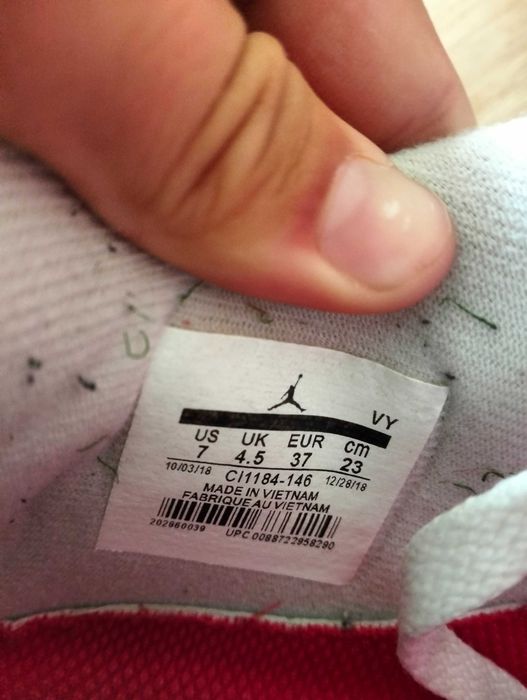 VY
US UK EUR cm
7 4.5 37 23
10/03/18 CI1184-146 12/28/18
MADE IN VIETNAM
FABRIQUE AU VIETNAM
202960039 UPC 0088722958290